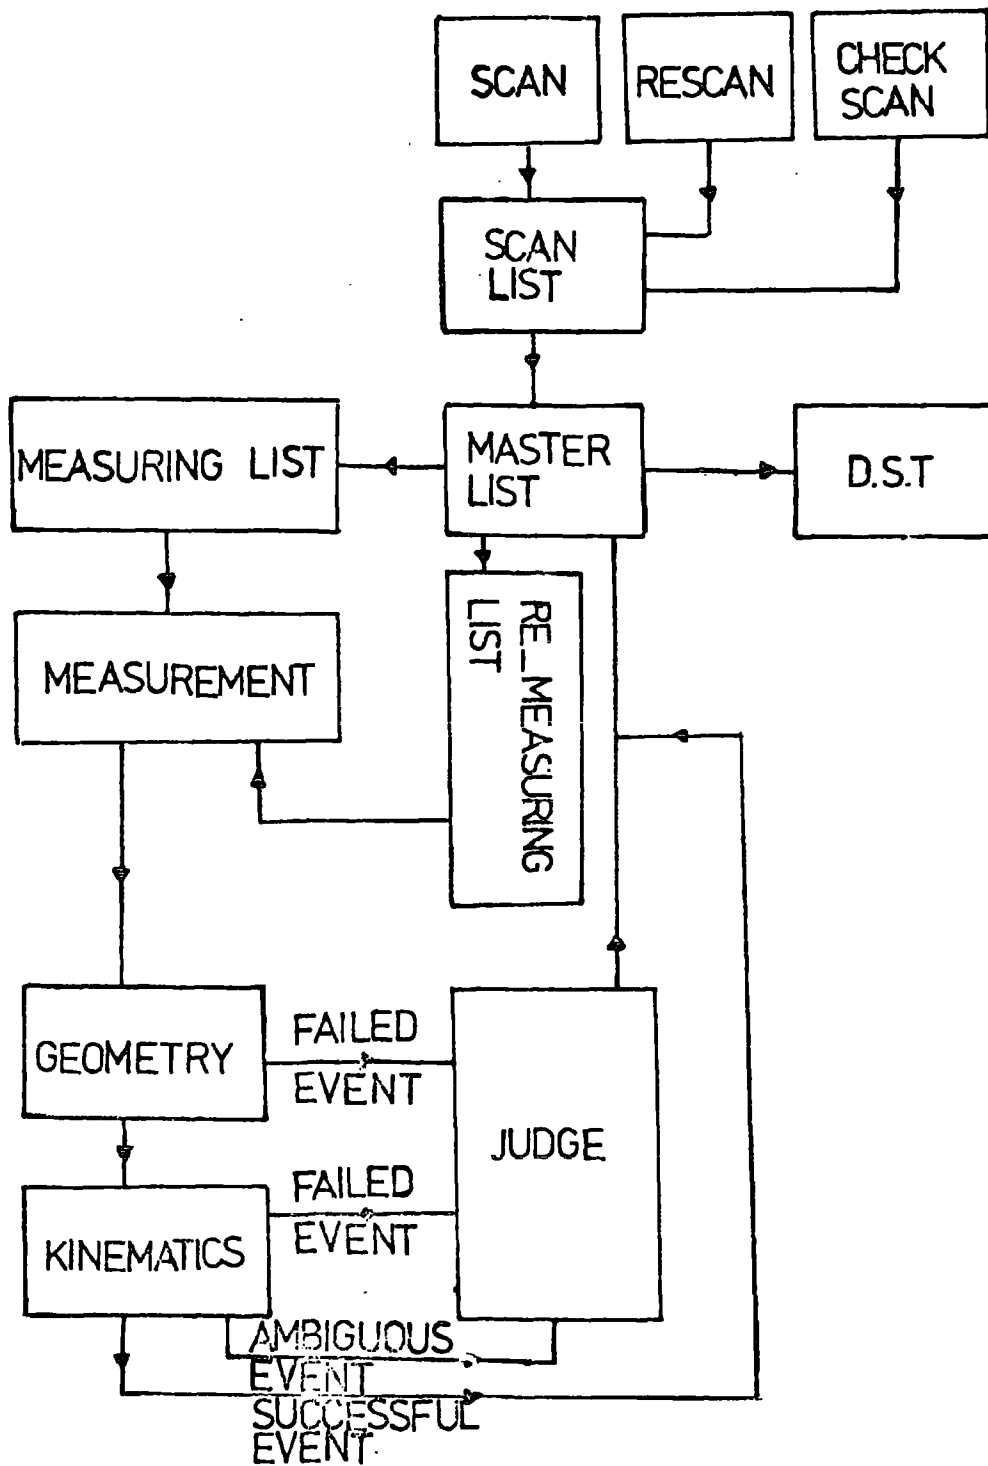 SCAN
RESCAN
CHECK
SCAN
SCAN
LIST
MEASURING LIST
MASTER
LIST
D.S.T
RE_MEASURING
LIST
MEASUREMENT
GEOMETRY
FAILED
EVENT
JUDGE
FAILED
EVENT
KINEMATICS
AMBIGUOUS
EVENT
SUCCESSFUL
EVENT